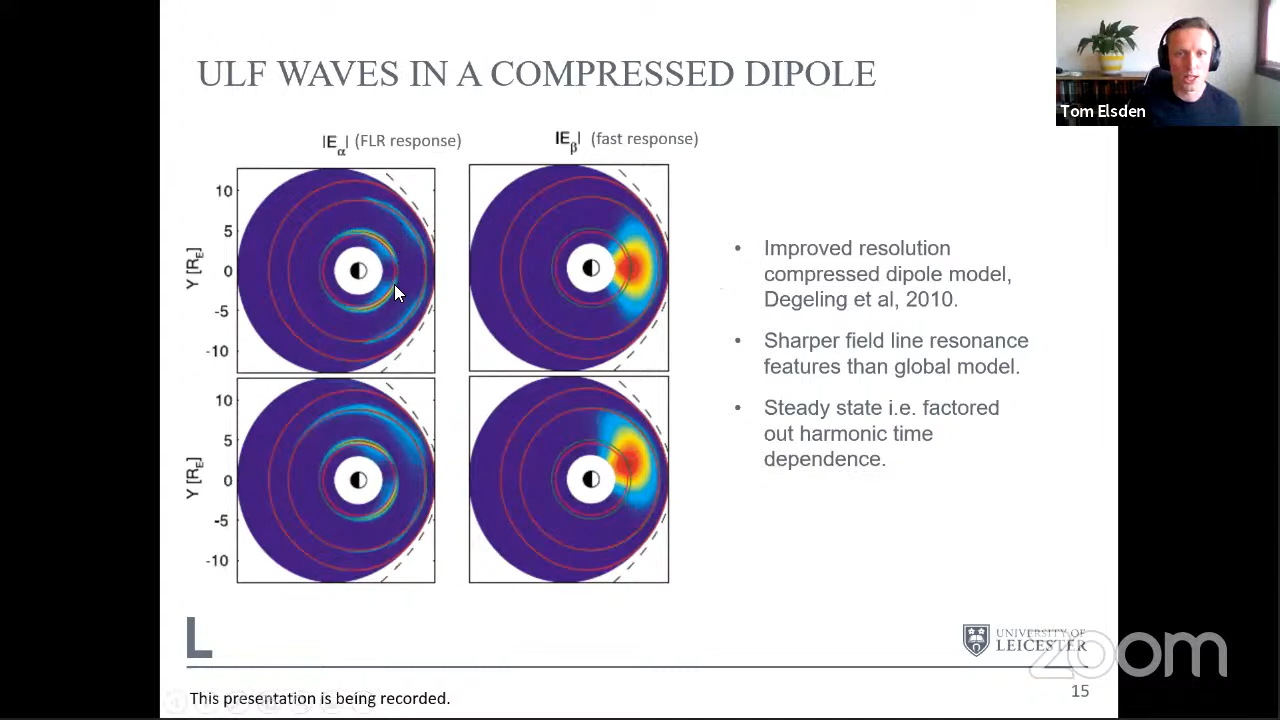 ULF WAVES IN A COMPRESSED DIPOLE
Tom Elsden
|Eα| (FLR response)
|Eβ| (fast response)
10
5
0
-5
-10
Y [RE]
10
5
0
-5
-10
Y [RE]
• Improved resolution
compressed dipole model,
Degeling et al, 2010.
• Sharper field line resonance
features than global model.
• Steady state i.e. factored
out harmonic time
dependence.
L
UNIVERSITY OF
LEICESTER
zoom
This presentation is being recorded.
15